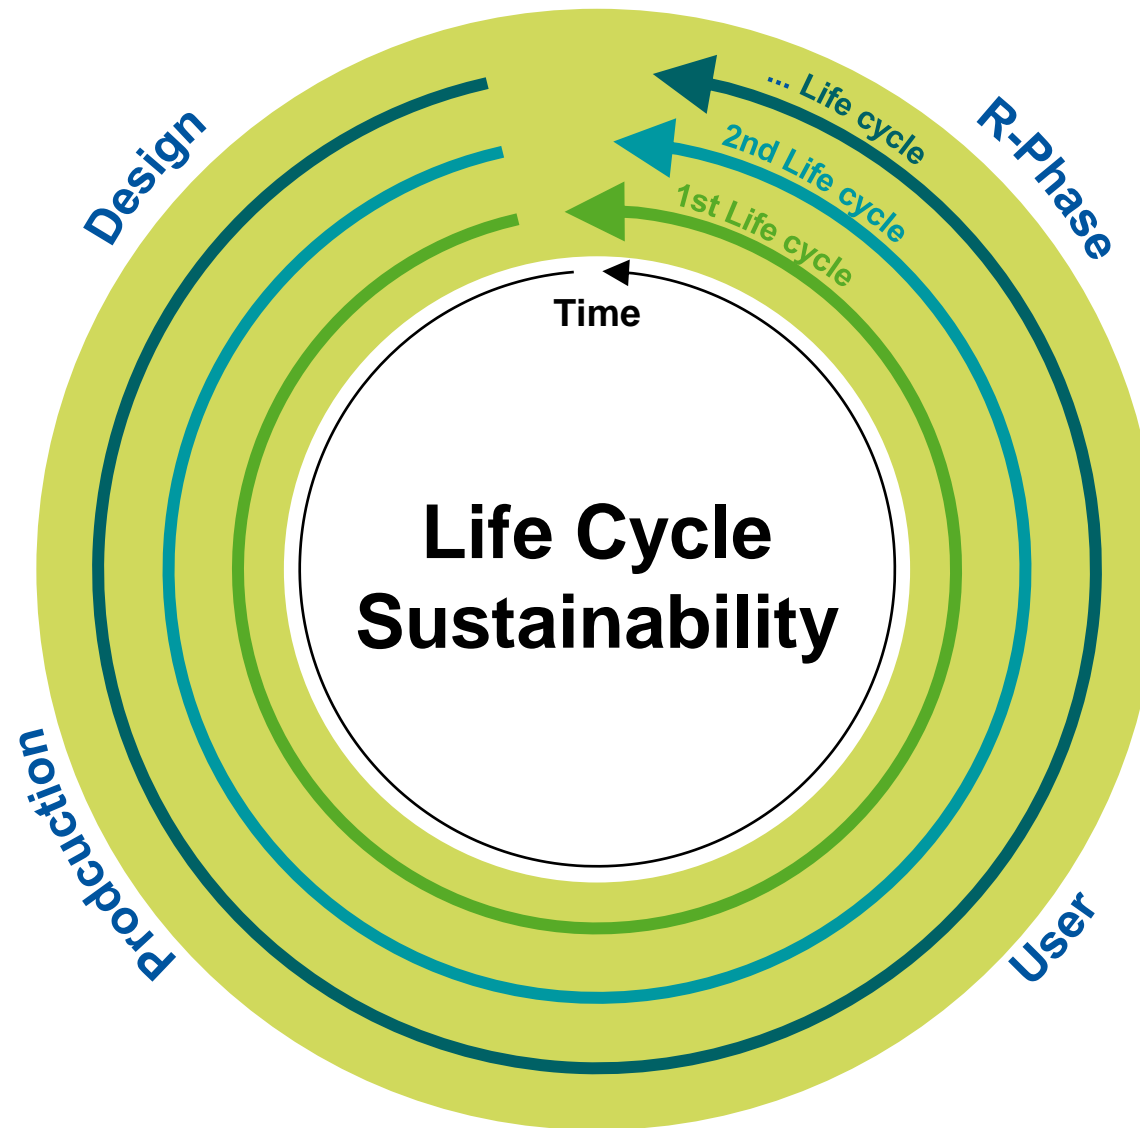 Design
R-Phase
... Life cycle
2nd Life cycle
1st Life cycle
Time
Life Cycle
Sustainability
Prodcuction
User